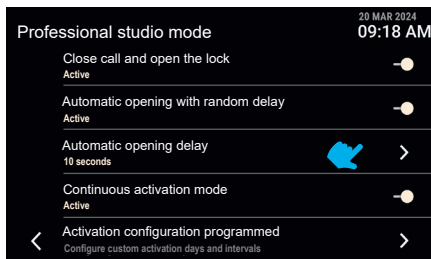 20 MAR 2024
Professional studio mode 09:18 AM
Close call and open the lock
Active
Automatic opening with random delay
Active
Automatic opening delay
10 seconds
Continuous activation mode
Active
Activation configuration programmed
Configure custom activation days and intervals